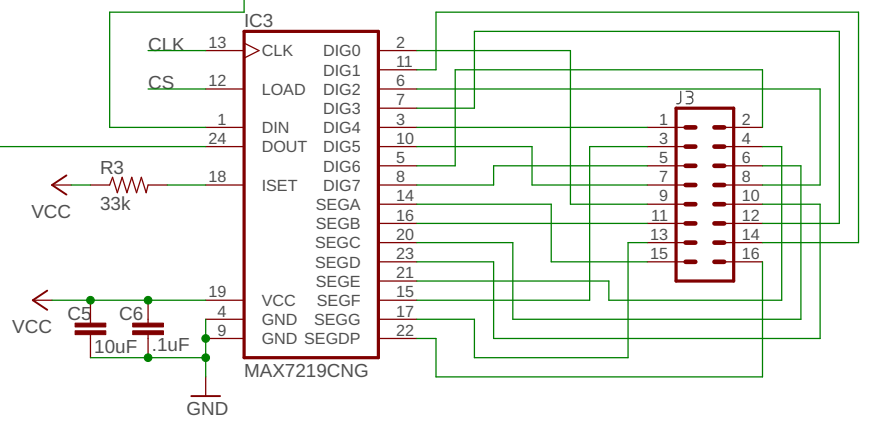 IC3
CLK 13 CLK DIG0 2
DIG1 11
CS 12 LOAD DIG2 6
DIG3 7 J3
1 DIN DIG4 3 1 2
24 DOUT DIG5 10 3 4
R3 DIG6 5 5 6
18 ISET DIG7 8 7 8
VCC 33k SEGA 14 9 10
SEGB 16 11 12
SEGC 20 13 14
SEGD 23 15 16
SEGE 21
19 VCC SEGF 15
VCC C5 C6 4 GND SEGG 17
10uF .1uF 9 GND SEGDP 22
MAX7219CNG
GND